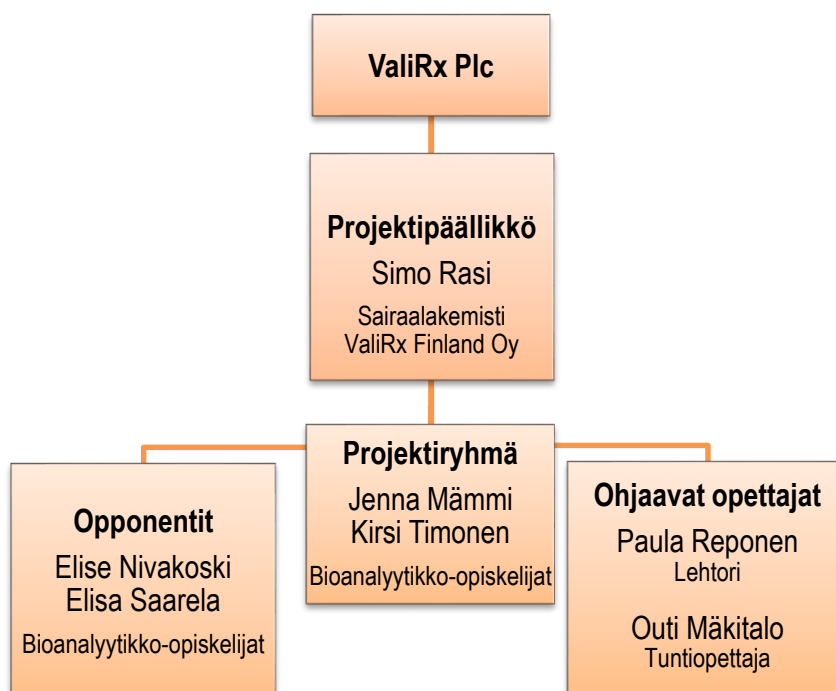 ValiRx Plc
Projektipäällikkö
Simo Rasi
Sairaalakemisti
ValiRx Finland Oy
Opponentit
Elise Nivakoski
Elisa Saarela
Bioanalyytikko-opiskelijat
Projektiryhmä
Jenna Mämmi
Kirsi Timonen
Bioanalyytikko-opiskelijat
Ohjaavat opettajat
Paula Reponen
Lehtori
Outi Mäkitalo
Tuntiopettaja